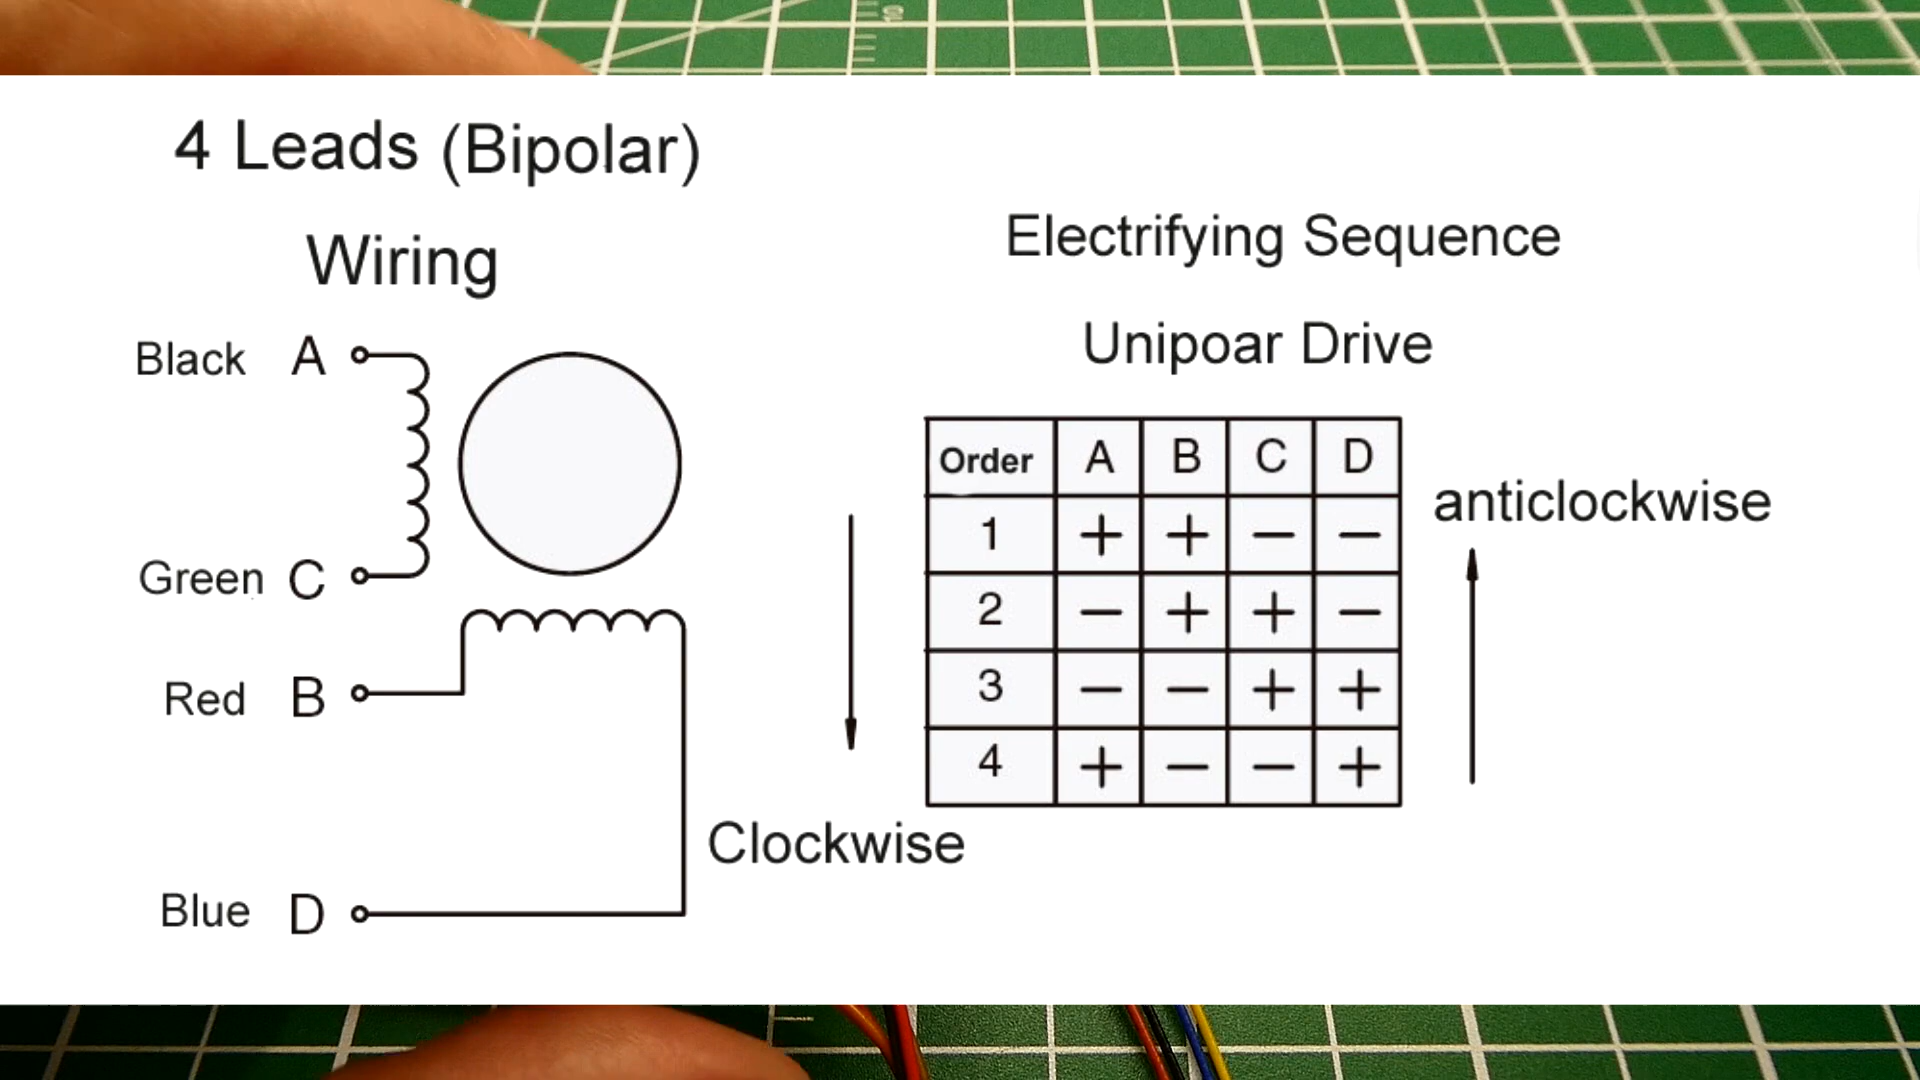 4 Leads (Bipolar)
Wiring
Black A
Green C
Red B
Blue D
Electrifying Sequence
Unipoar Drive
Order A B C D
1 + + − −
2 − + + −
3 − − + +
4 + − − +
Clockwise
anticlockwise